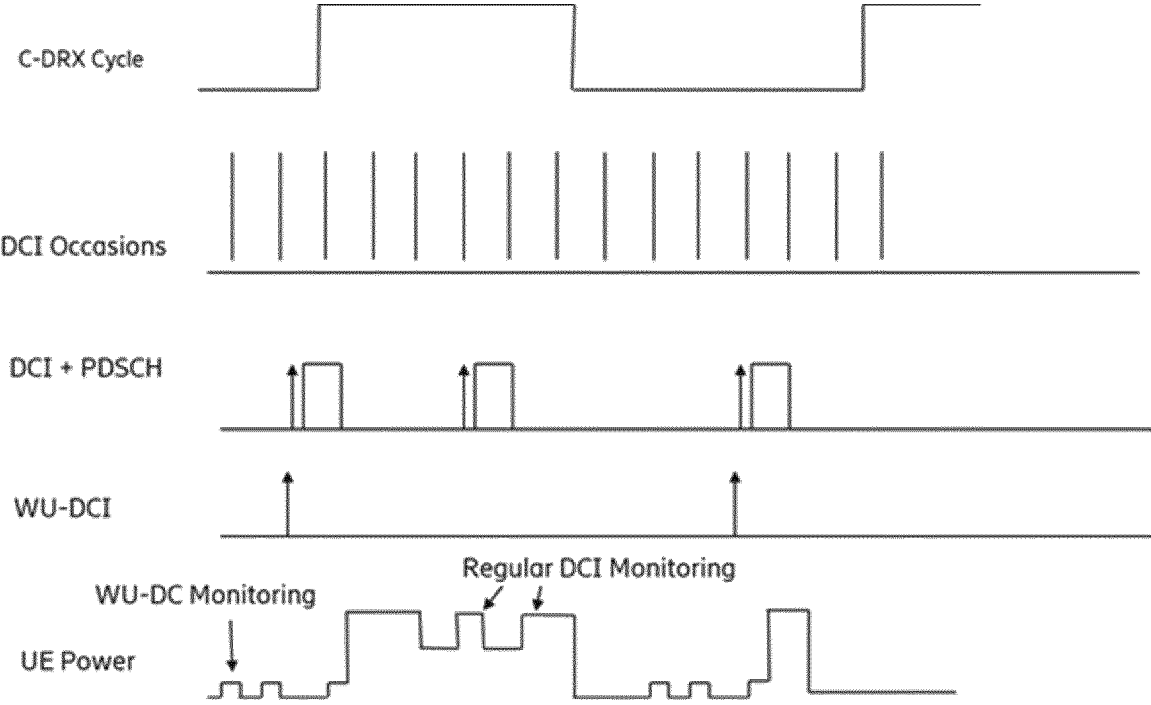 C-DRX Cycle
DCI Occasions
DCI + PDSCH
WU-DCI
Regular DCI Monitoring
WU-DC Monitoring
UE Power